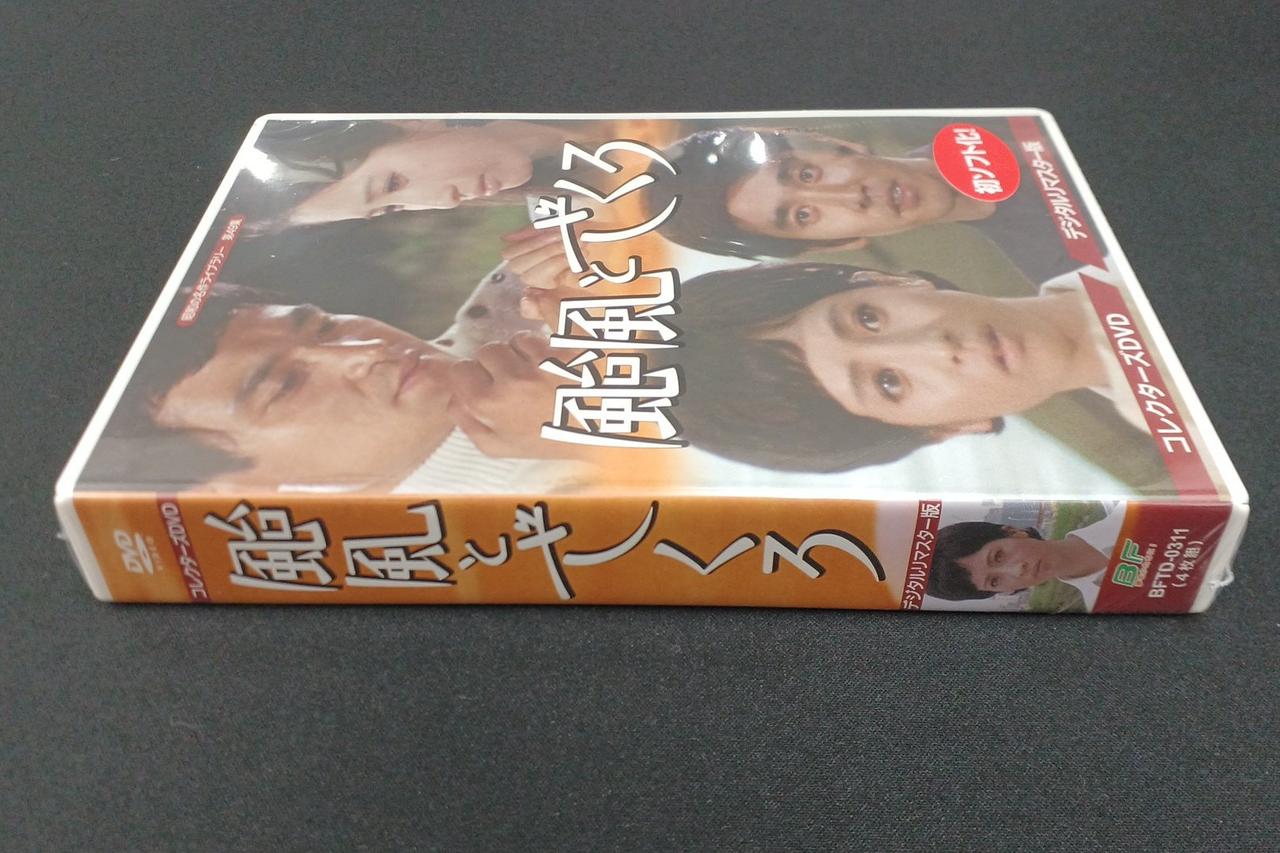 昭和の名作ライブラリー 第49集
颱風とざくろ
初ソフト化!
デジタルリマスター版
コレクターズDVD
DVD
VIDEO
コレクターズDVD
颱風とざくろ
デジタルリマスター版
BF
BFTD-0311
(4枚組)